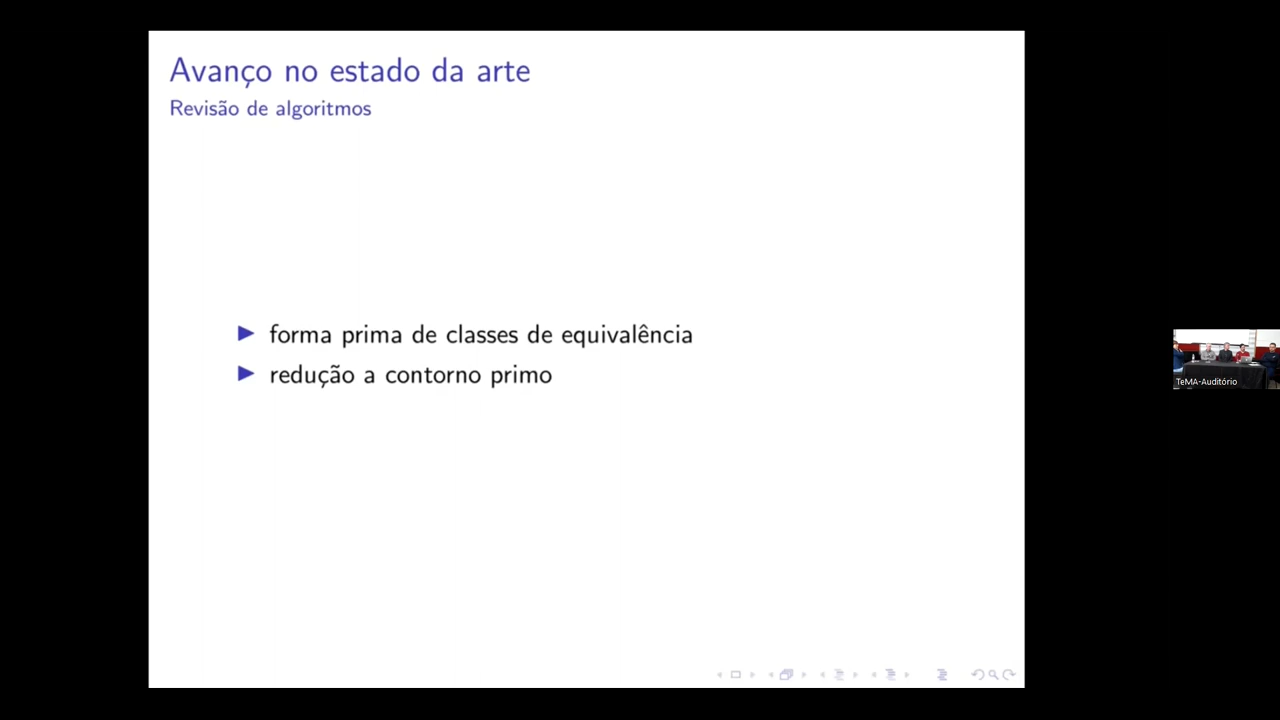 Avanço no estado da arte
Revisão de algoritmos
forma prima de classes de equivalência
redução a contorno primo
TeMA-Auditório